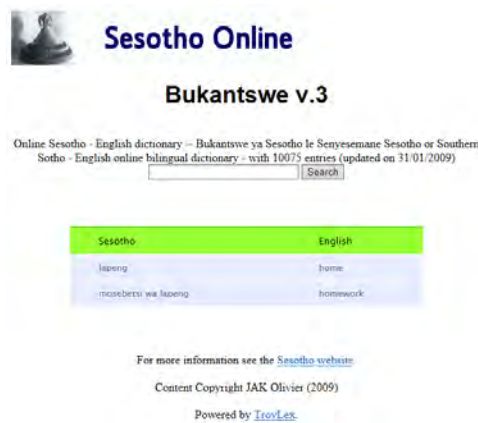 Sesotho Online
Bukantswe v.3
Online Sesotho - English dictionary -- Bukantswe ya Sesotho le Senyesemane Sesotho or Southern
Sotho - English online bilingual dictionary - with 10075 entries (updated on 31/01/2009)
Search
Sesotho English
lapeng home
mosebetsi wa lapeng homework
For more information see the Sesotho website.
Content Copyright JAK Olivier (2009)
Powered by TrovLex.